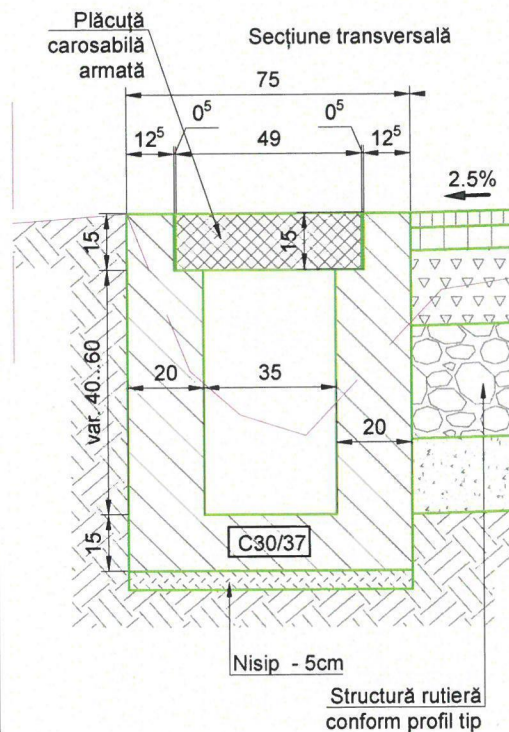 Plăcuță
carosabilă
armată
Secțiune transversală
75
0⁵
0⁵
12⁵
49
12⁵
2.5%
15
15
var. 40...60
20
35
20
15
C30/37
Nisip - 5cm
Structură rutieră
conform profil tip